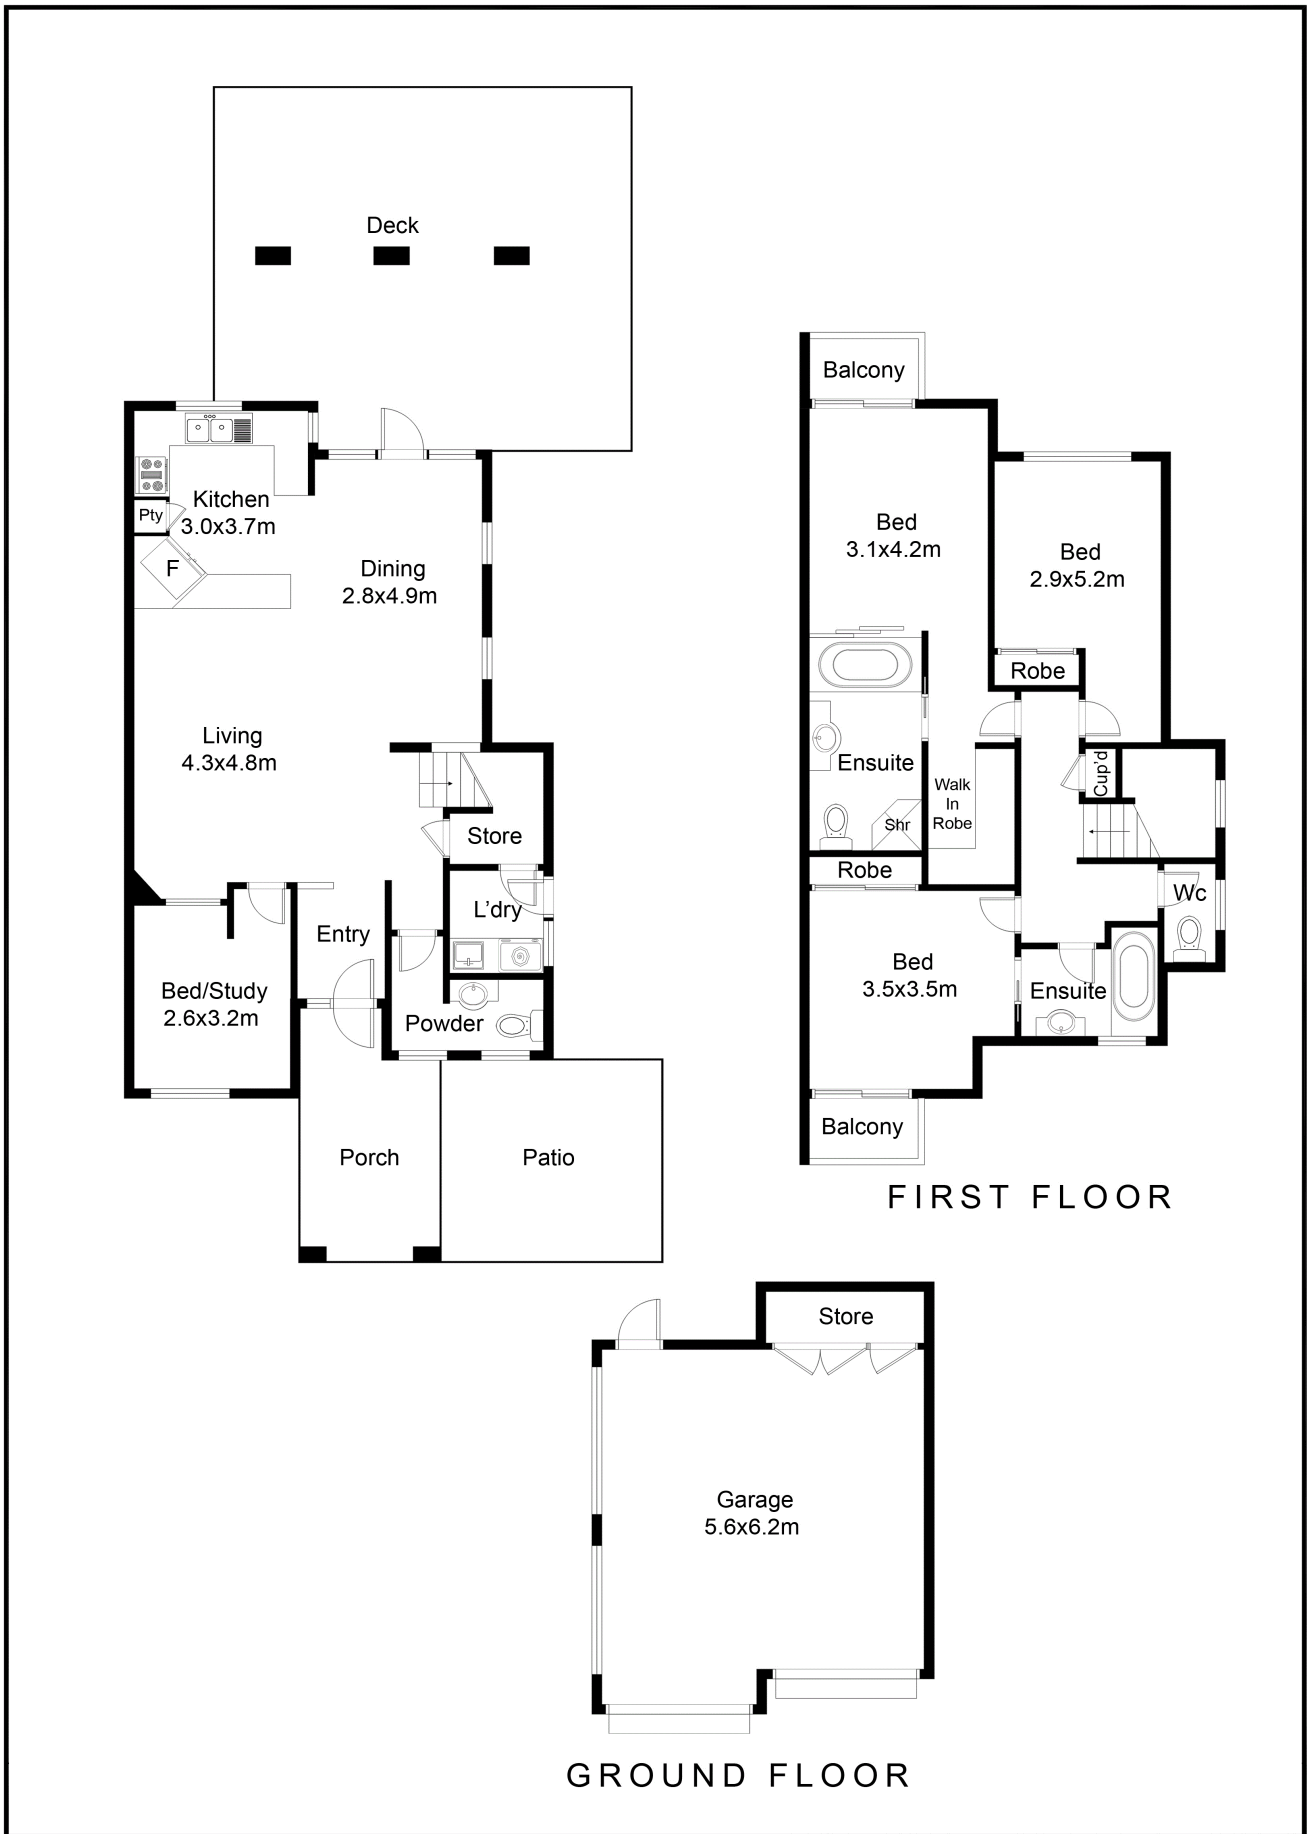 Deck
Kitchen
3.0x3.7m
Pty
F
Dining
2.8x4.9m
Living
4.3x4.8m
Store
L'dry
Entry
Bed/Study
2.6x3.2m
Powder
Porch
Patio
Balcony
Bed
3.1x4.2m
Bed
2.9x5.2m
Robe
Ensuite
Walk
In
Robe
Shr
Cup'd
Robe
Wc
Bed
3.5x3.5m
Ensuite
Balcony
FIRST FLOOR
Store
Garage
5.6x6.2m
GROUND FLOOR